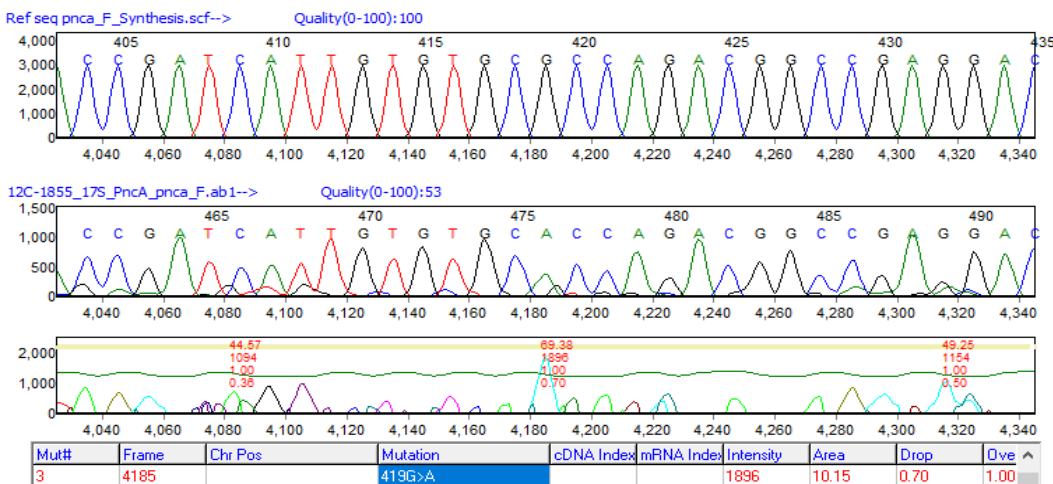 Ref seq pnca_F_Synthesis.scf--> Quality(0-100):100
4,000 405 410 415 420 425 430 435
C C G A T C A T T G T G T G C G C C A G A C G G C C G A G G A C
3,000
2,000
1,000
0
4,040 4,060 4,080 4,100 4,120 4,140 4,160 4,180 4,200 4,220 4,240 4,260 4,280 4,300 4,320 4,340
12C-1855_17S_PncA_pnca_F.ab1--> Quality(0-100):53
1,500 465 470 475 480 485 490
C C G A T C A T T G T G T G C A C C A G A C G G C C G A G G A C
1,000
500
0
4,040 4,060 4,080 4,100 4,120 4,140 4,160 4,180 4,200 4,220 4,240 4,260 4,280 4,300 4,320 4,340
44.57 69.38 49.25
2,000 1094 1896 1154
1.00 1.00 1.00
1,000 0.36 0.70 0.50
0
4,040 4,060 4,080 4,100 4,120 4,140 4,160 4,180 4,200 4,220 4,240 4,260 4,280 4,300 4,320 4,340
Mut# Frame Chr Pos Mutation cDNA Index mRNA Index Intensity Area Drop Ove
3 4185 419G>A 1896 10.15 0.70 1.00